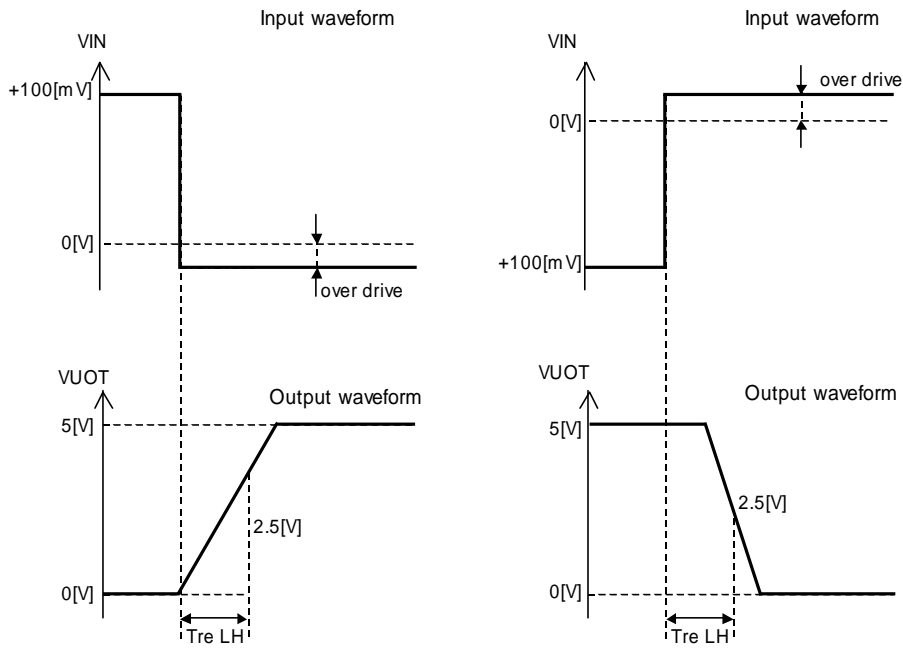 Input waveform
VIN
+100[mV]
0[V]
over drive
Input waveform
VIN
over drive
0[V]
+100[mV]
VUOT
Output waveform
5[V]
2.5[V]
0[V]
Tre LH
VUOT
Output waveform
5[V]
2.5[V]
0[V]
Tre LH